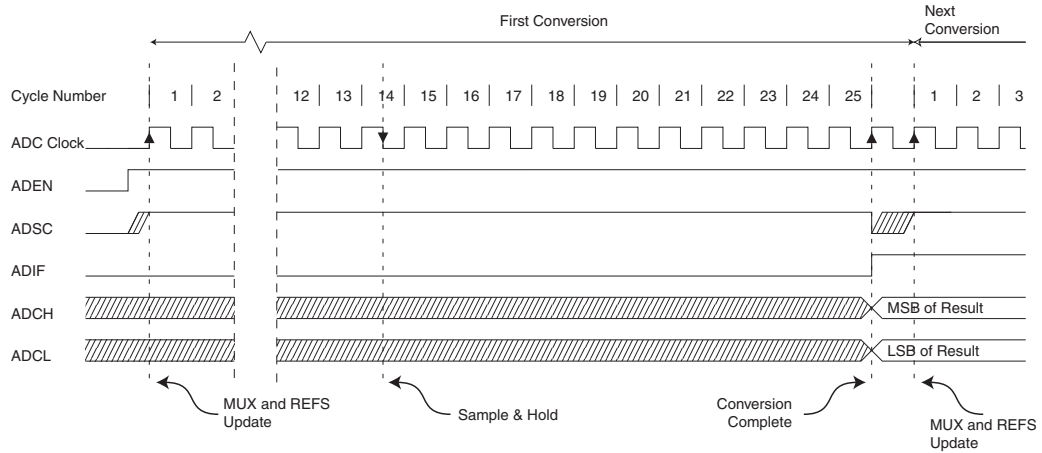 First Conversion
Next
Conversion
Cycle Number 1 2 12 13 14 15 16 17 18 19 20 21 22 23 24 25 1 2 3
ADC Clock
ADEN
ADSC
ADIF
ADCH MSB of Result
ADCL LSB of Result
MUX and REFS
Update
Sample & Hold
Conversion
Complete
MUX and REFS
Update